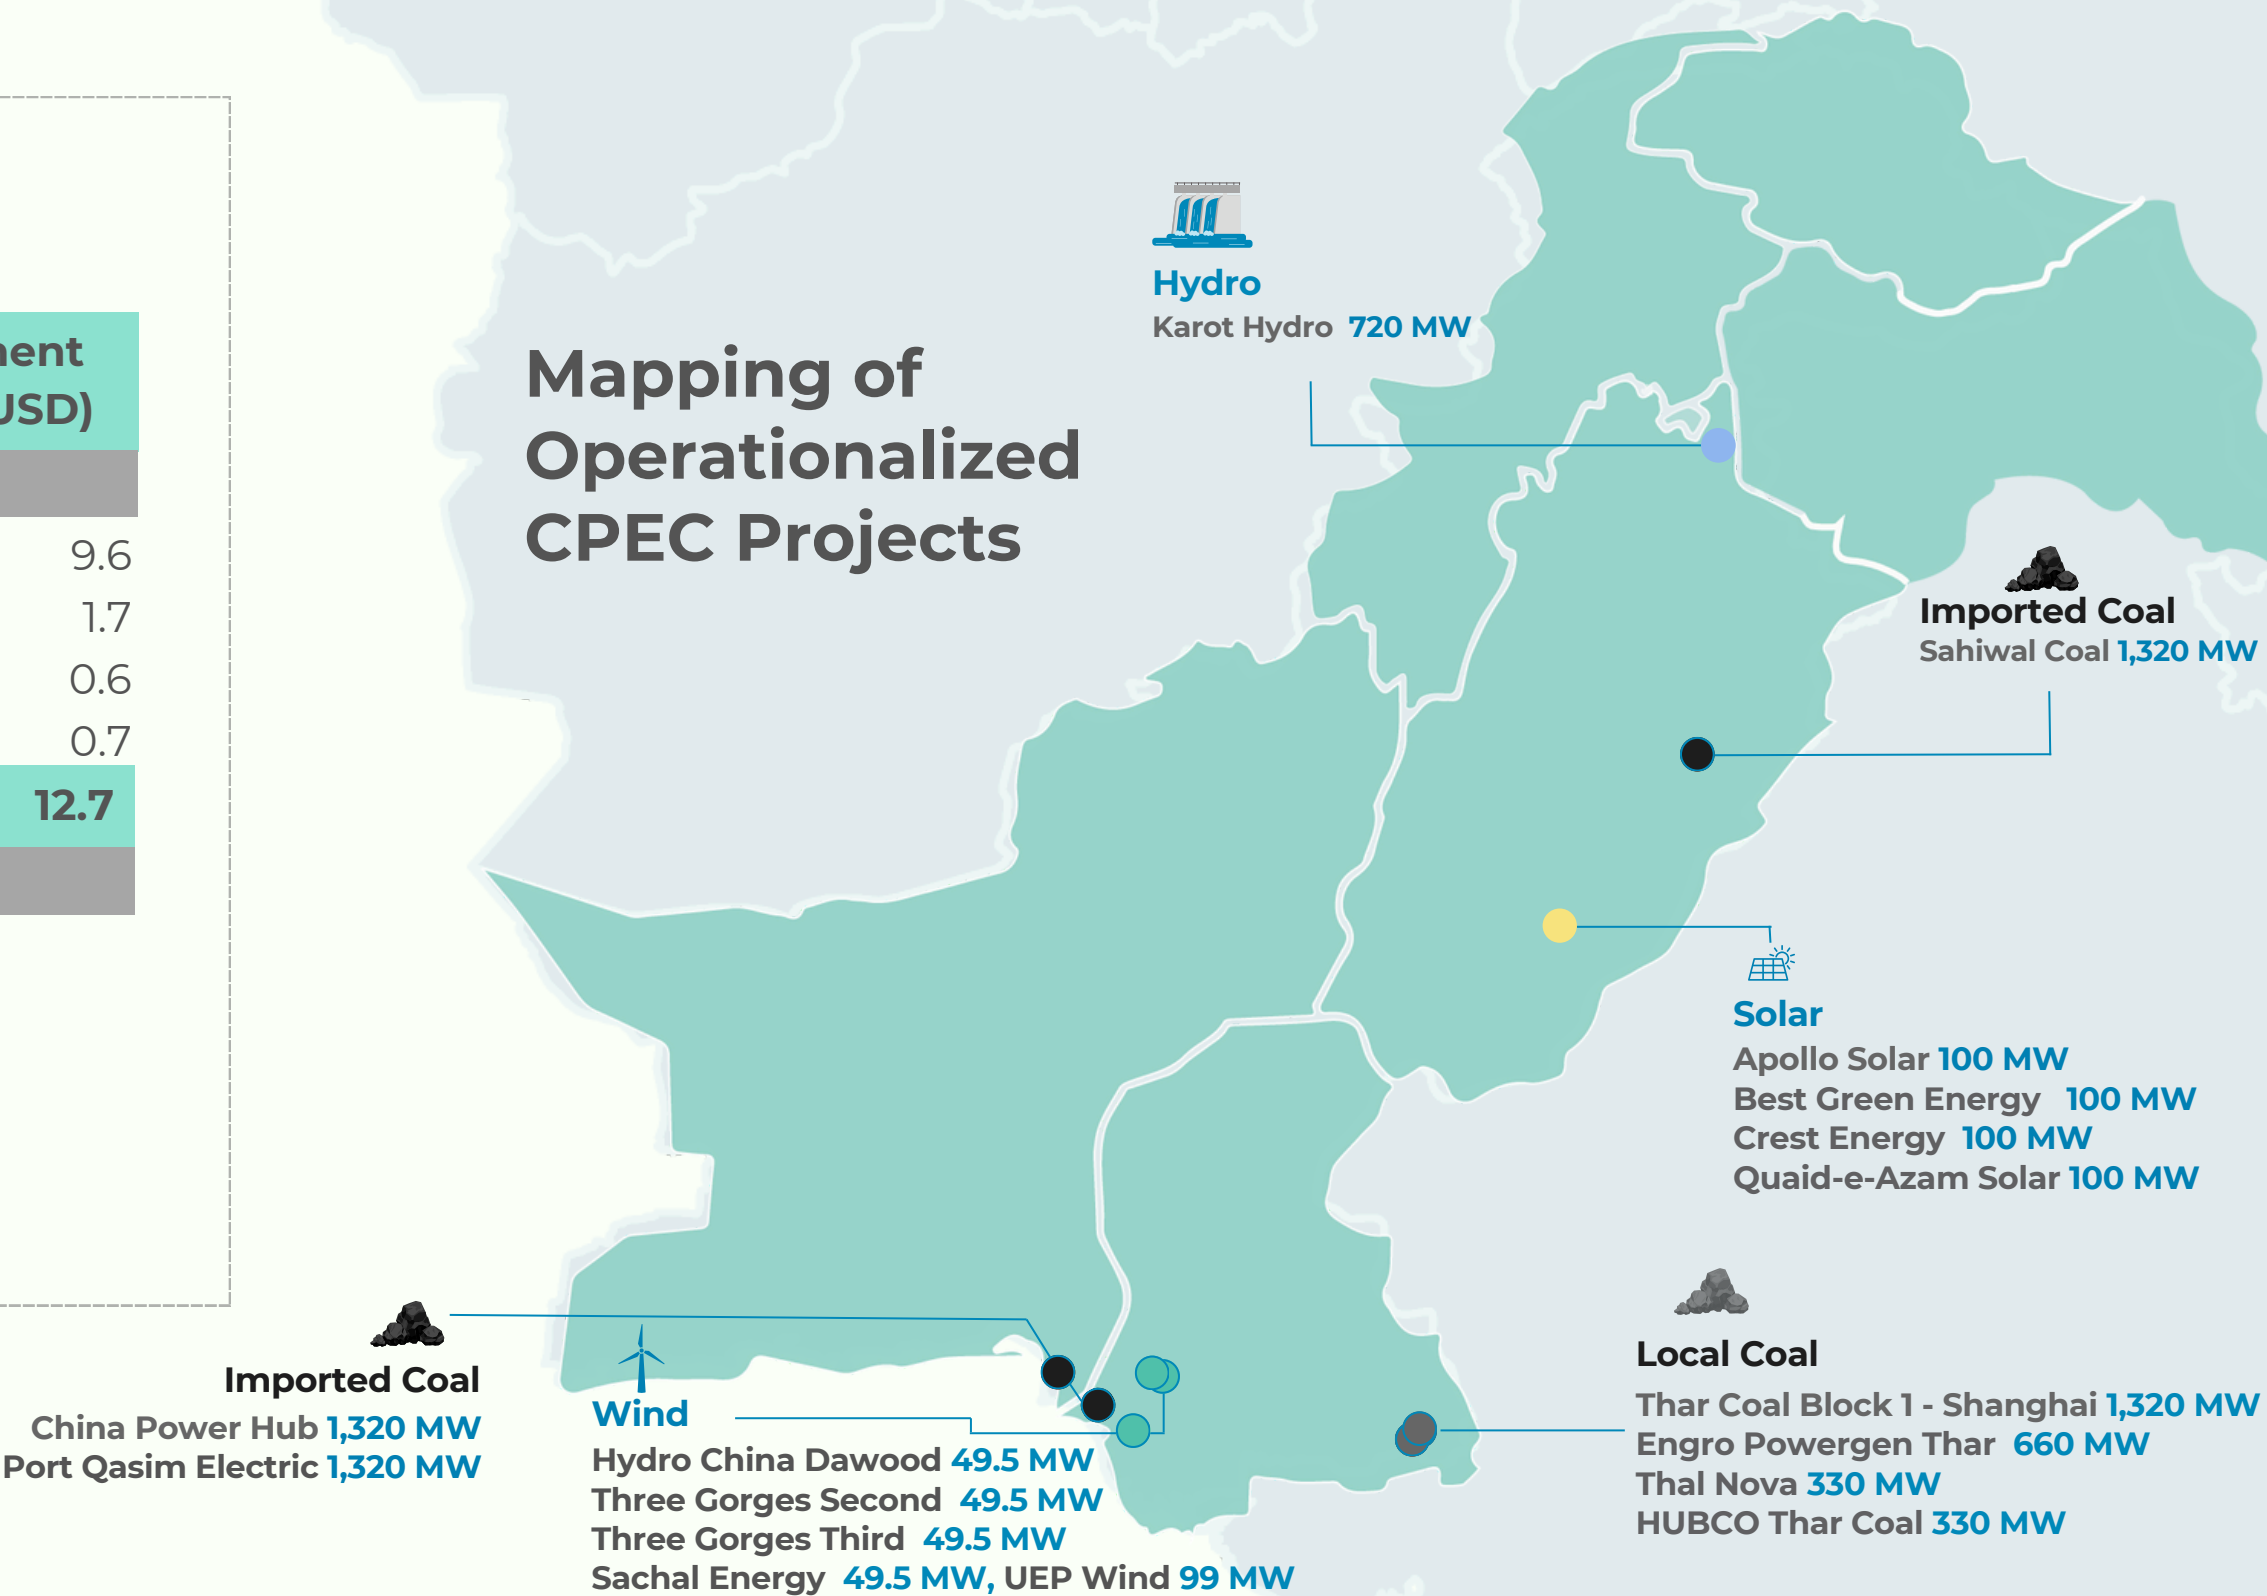 USD)
9.6
1.7
0.6
0.7
12.7
Mapping of
Operationalized
CPEC Projects
Hydro
Karot Hydro 720 MW
Imported Coal
Sahiwal Coal 1,320 MW
Solar
Apollo Solar 100 MW
Best Green Energy 100 MW
Crest Energy 100 MW
Quaid-e-Azam Solar 100 MW
Imported Coal
China Power Hub 1,320 MW
Port Qasim Electric 1,320 MW
Wind
Hydro China Dawood 49.5 MW
Three Gorges Second 49.5 MW
Three Gorges Third 49.5 MW
Sachal Energy 49.5 MW, UEP Wind 99 MW
Local Coal
Thar Coal Block 1 - Shanghai 1,320 MW
Engro Powergen Thar 660 MW
Thal Nova 330 MW
HUBCO Thar Coal 330 MW